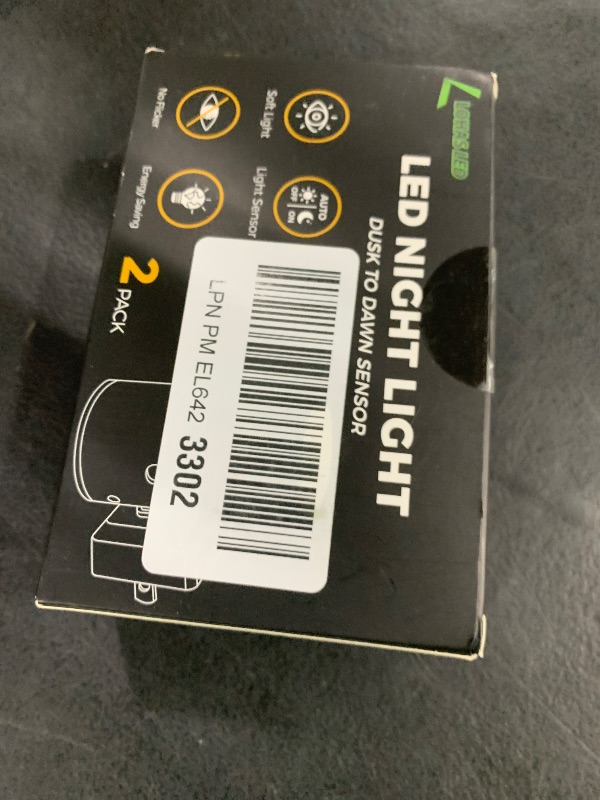 LOHAS LED
LED NIGHT LIGHT
DUSK TO DAWN SENSOR
Soft Light
AUTO
OFF ON
Light Sensor
No Flicker
Energy Saving
2 PACK
LPN PM EL642 3302